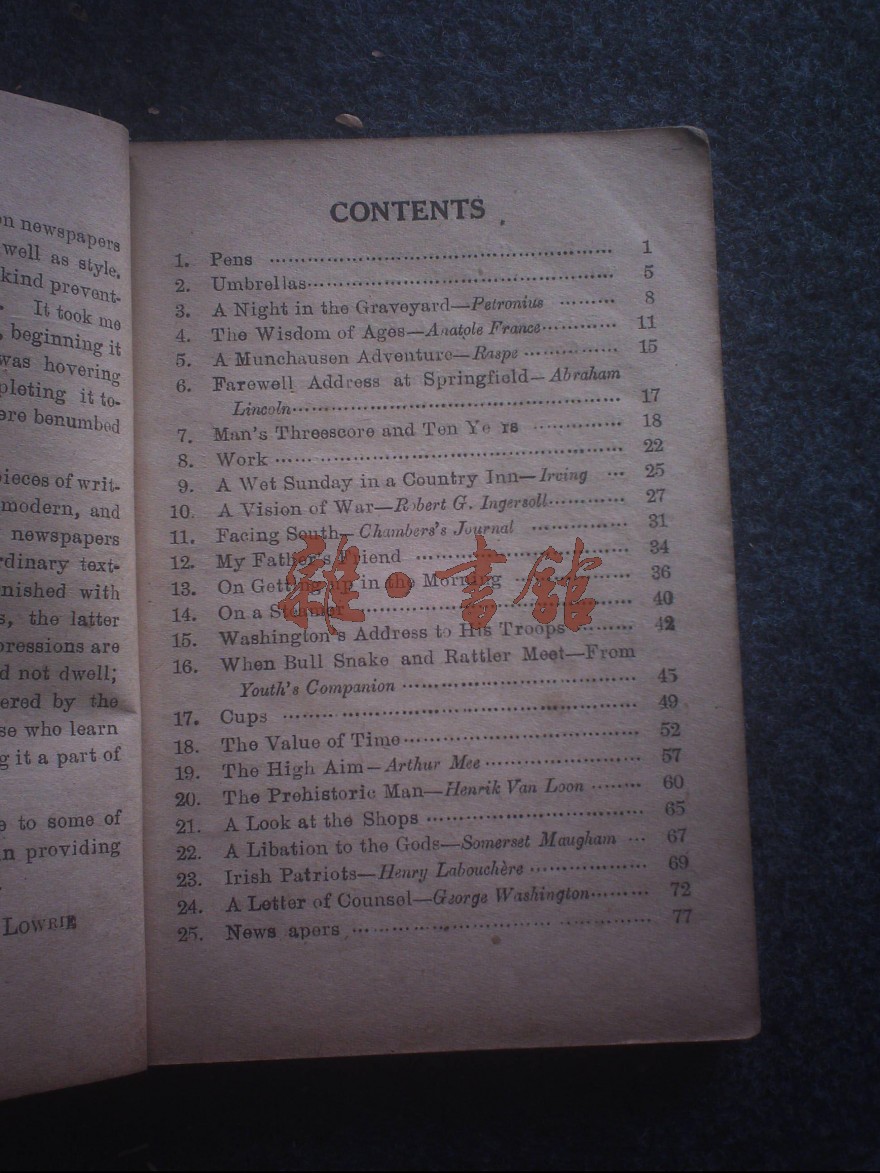 on newspapers
well as style,
kind prevent-
It took me
, beginning it
was hovering
pleting it to-
ere benumbed
pieces of writ-
modern, and
newspapers
rdinary text-
nished with
s, the latter
pressions are
d not dwell;
ered by the
se who learn
g it a part of
e to some of
n providing
LOWRIE
CONTENTS
1. Pens 1
2. Umbrellas 5
3. A Night in the Graveyard—Petronius 8
4. The Wisdom of Ages—Anatole France 11
5. A Munchausen Adventure—Raspe 15
6. Farewell Address at Springfield—Abraham
Lincoln 17
7. Man's Threescore and Ten Ye rs 18
8. Work 22
9. A Wet Sunday in a Country Inn—Irving 25
10. A Vision of War—Robert G. Ingersoll 27
11. Facing South—Chambers's Journal 31
12. My Father's Friend 34
13. On Getting up in the Morning 36
14. On a Steamer 40
15. Washington's Address to His Troops 42
16. When Bull Snake and Rattler Meet—From
Youth's Companion 45
17. Cups 49
18. The Value of Time 52
19. The High Aim—Arthur Mee 57
20. The Prehistoric Man—Henrik Van Loon 60
21. A Look at the Shops 65
22. A Libation to the Gods—Somerset Maugham 67
23. Irish Patriots—Henry Labouchère 69
24. A Letter of Counsel—George Washington 72
25. News apers 77
雜·書館